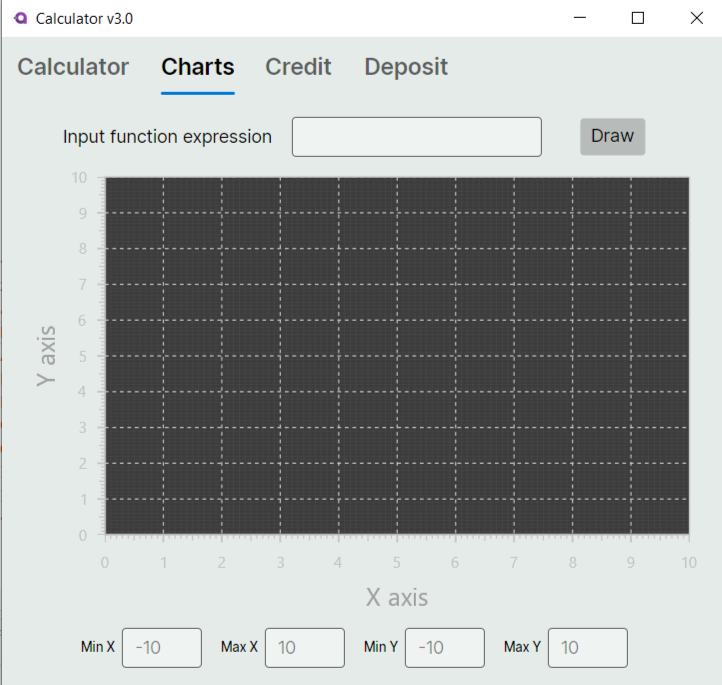 Calculator v3.0
Calculator Charts Credit Deposit
Input function expression Draw
10
9
8
7
6
5
4
3
2
1
0
Y axis
0 1 2 3 4 5 6 7 8 9 10
X axis
Min X -10 Max X 10 Min Y -10 Max Y 10